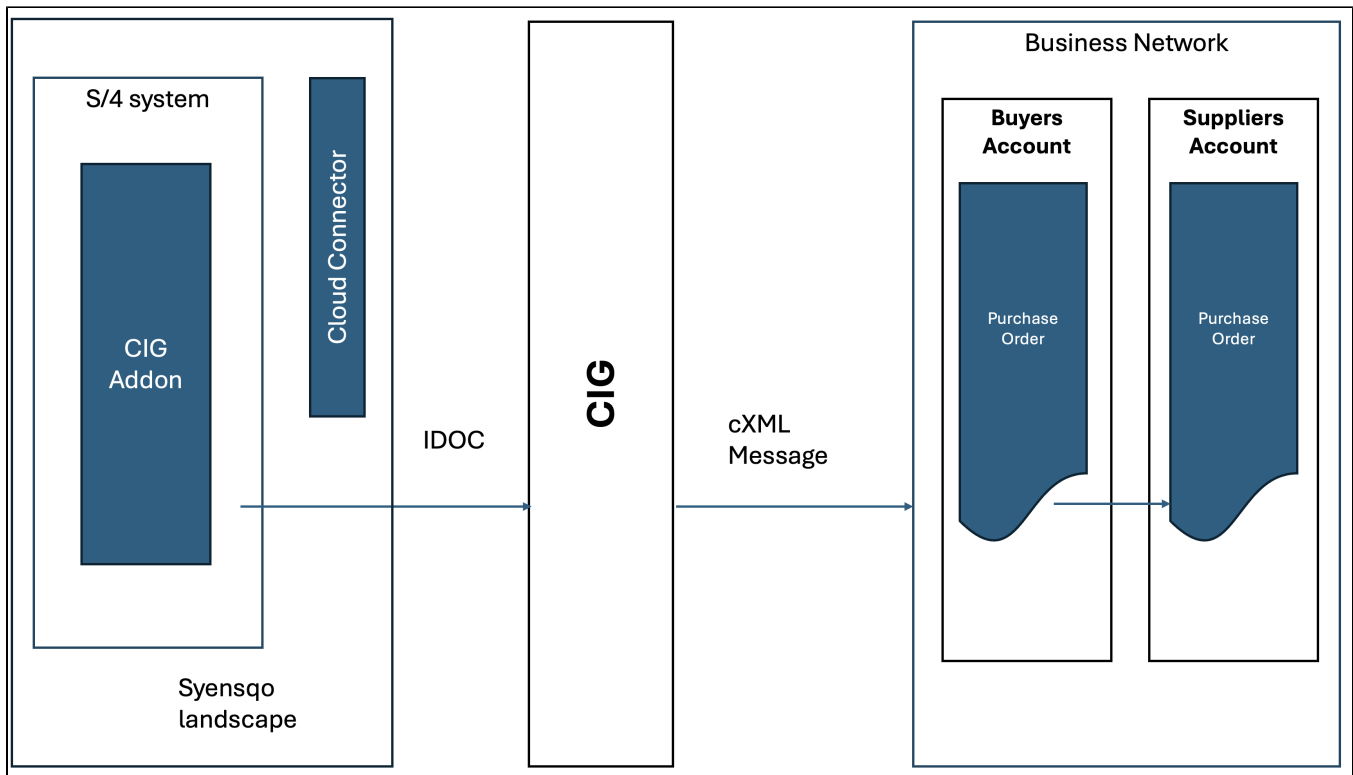 S/4 system
CIG
Addon
Cloud Connector
Syensqo
landscape
IDOC
CIG
cXML
Message
Business Network
Buyers
Account
Purchase
Order
Suppliers
Account
Purchase
Order